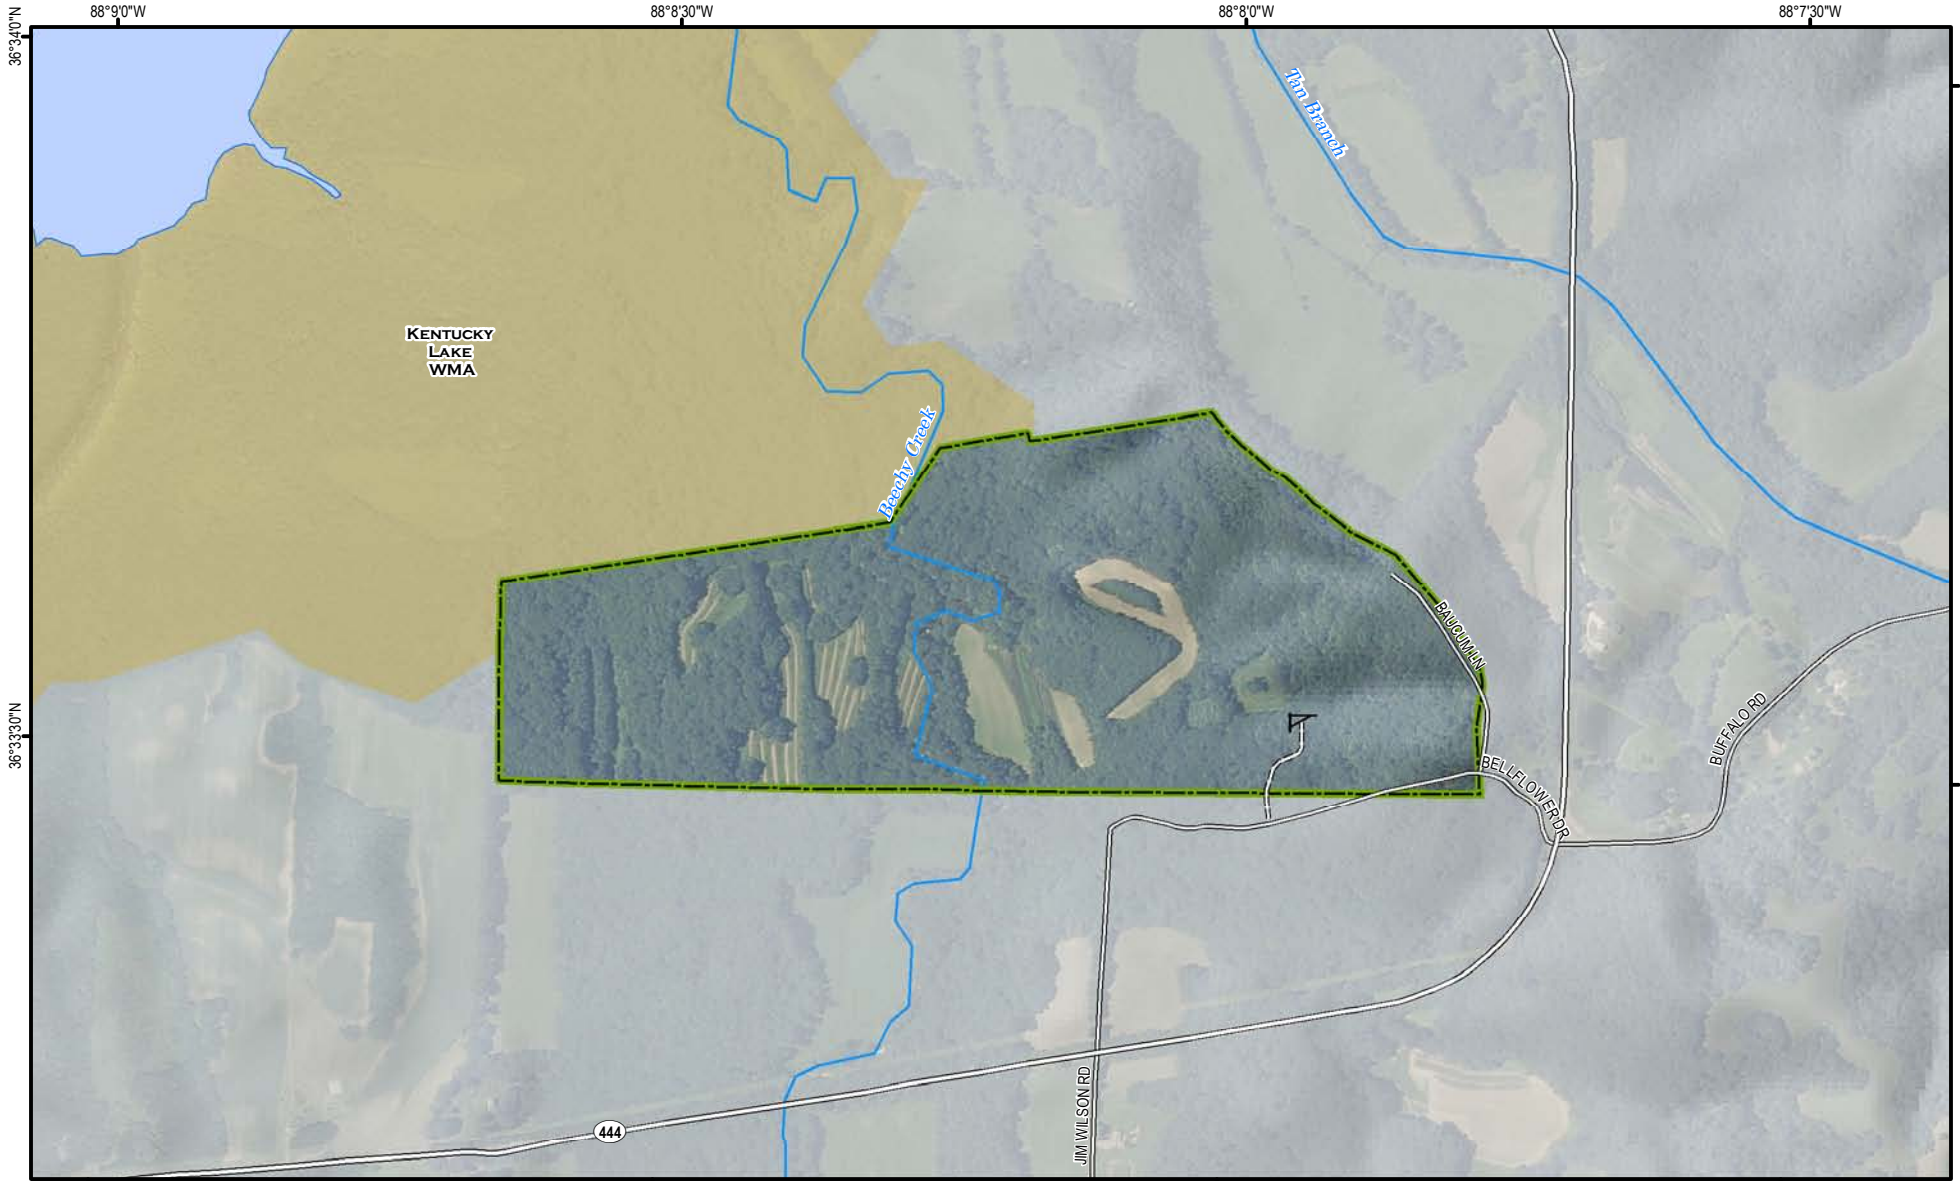 88°9'0"W
88°8'30"W
88°8'0"W
88°7'30"W
36°34'0"N
Tan Branch
KENTUCKY
LAKE
WMA
Beechy Creek
BAUCUM LN
36°33'30"N
BUFFALO RD
BELLFLOWER DR
JIM WILSON RD
444